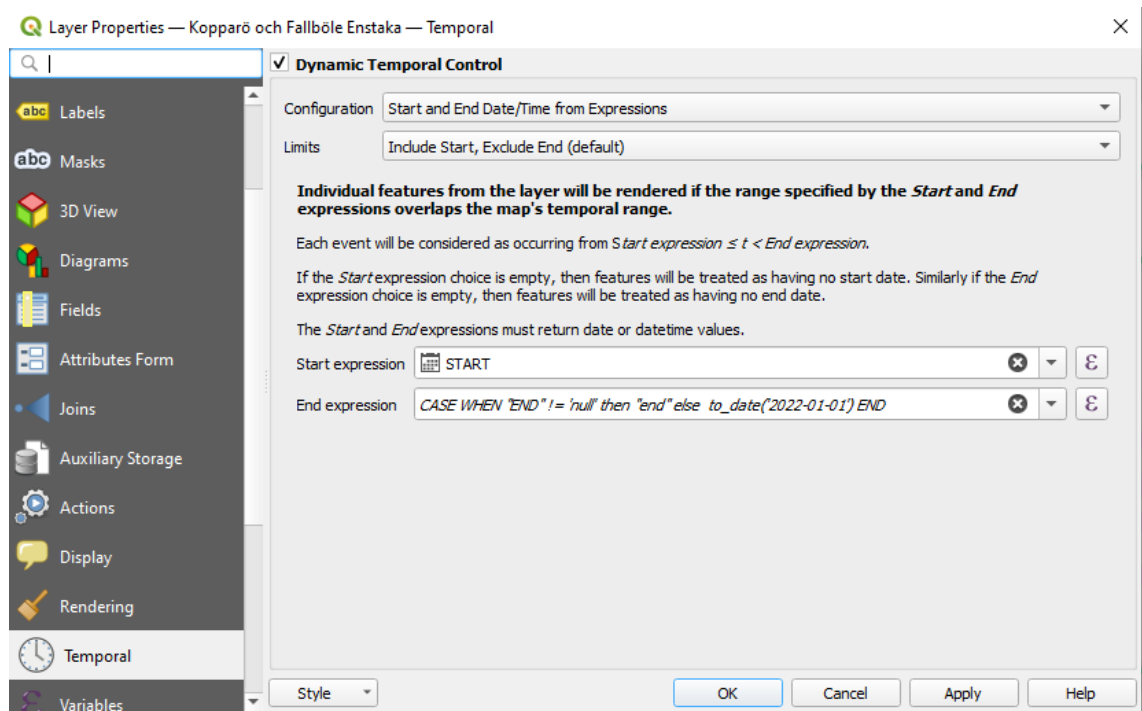 Layer Properties — Kopparö och Fallböle Enstaka — Temporal
Dynamic Temporal Control
abc Labels
abc Masks
3D View
Diagrams
Fields
Attributes Form
Joins
Auxiliary Storage
Actions
Display
Rendering
Temporal
Variables
Configuration Start and End Date/Time from Expressions
Limits Include Start, Exclude End (default)
Individual features from the layer will be rendered if the range specified by the Start and End
expressions overlaps the map's temporal range.
Each event will be considered as occurring from Start expression ≤ t < End expression.
If the Start expression choice is empty, then features will be treated as having no start date. Similarly if the End
expression choice is empty, then features will be treated as having no end date.
The Start and End expressions must return date or datetime values.
Start expression START ε
End expression CASE WHEN "END" != 'null' then "end" else to_date('2022-01-01') END ε
Style OK Cancel Apply Help